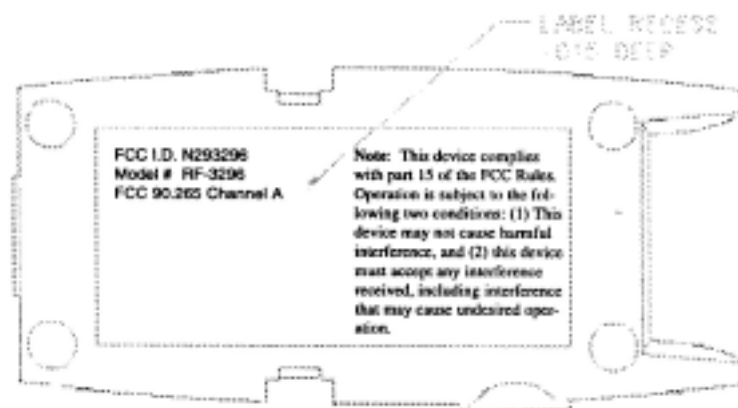 LABEL RECESS
.015 DEEP
FCC I.D. N293296
Model # RF-3296
FCC 90.265 Channel A
Note: This device complies
with part 15 of the FCC Rules.
Operation is subject to the fol-
lowing two conditions: (1) This
device may not cause harmful
interference, and (2) this device
must accept any interference
received, including interference
that may cause undesired oper-
ation.